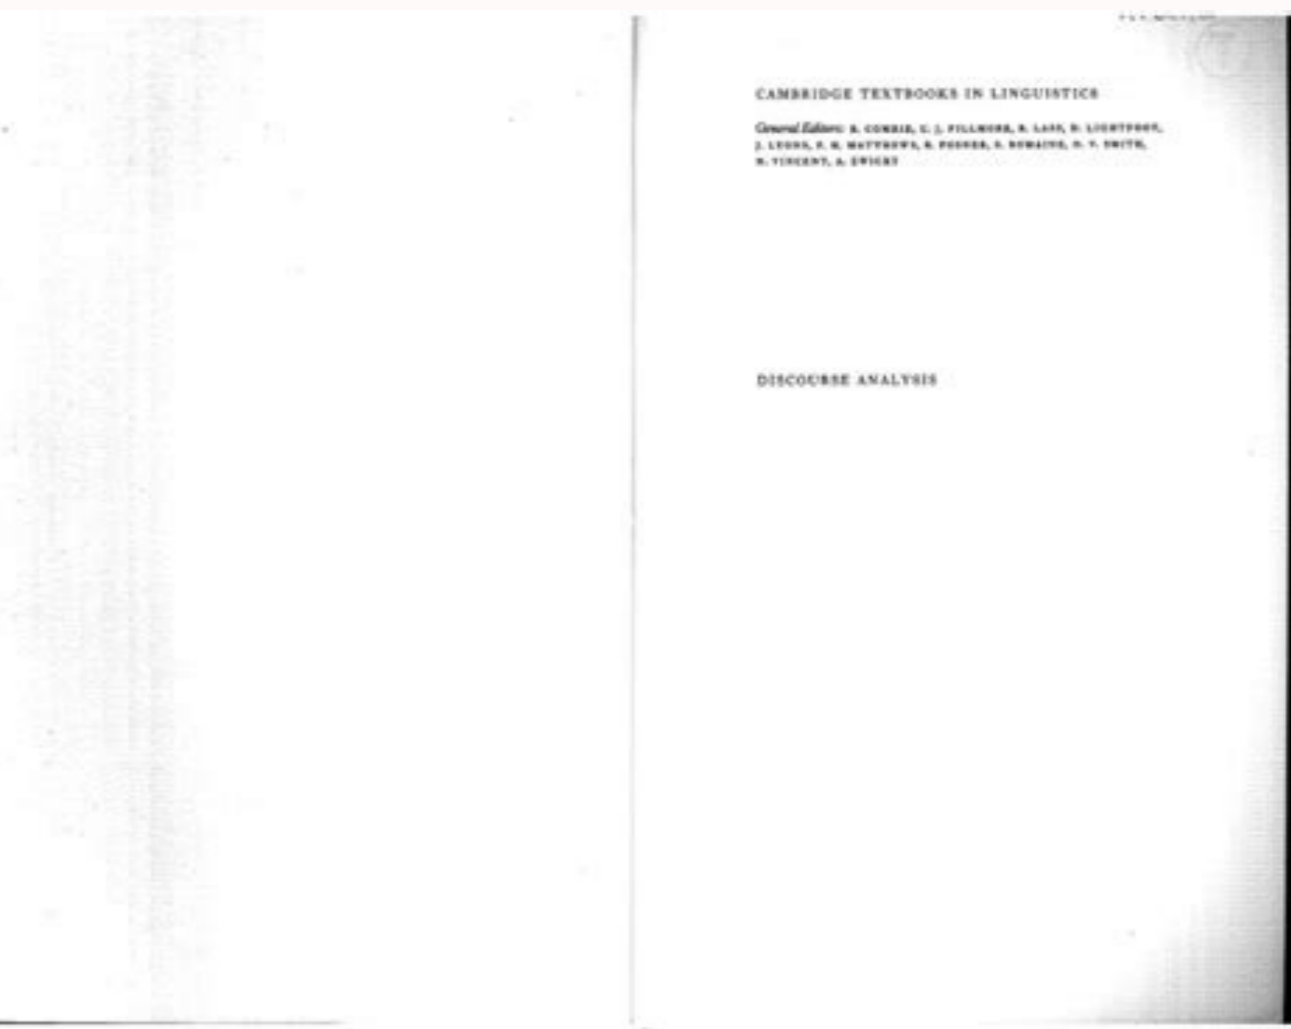 CAMBRIDGE TEXTBOOKS IN LINGUISTICS
General Editors: B. COMRIE, C. J. FILLMORE, R. LASS, D. LIGHTFOOT,
J. LYONS, P. H. MATTHEWS, R. POSNER, S. ROMAINE, N. V. SMITH,
N. VINCENT, A. ZWICKY
DISCOURSE ANALYSIS